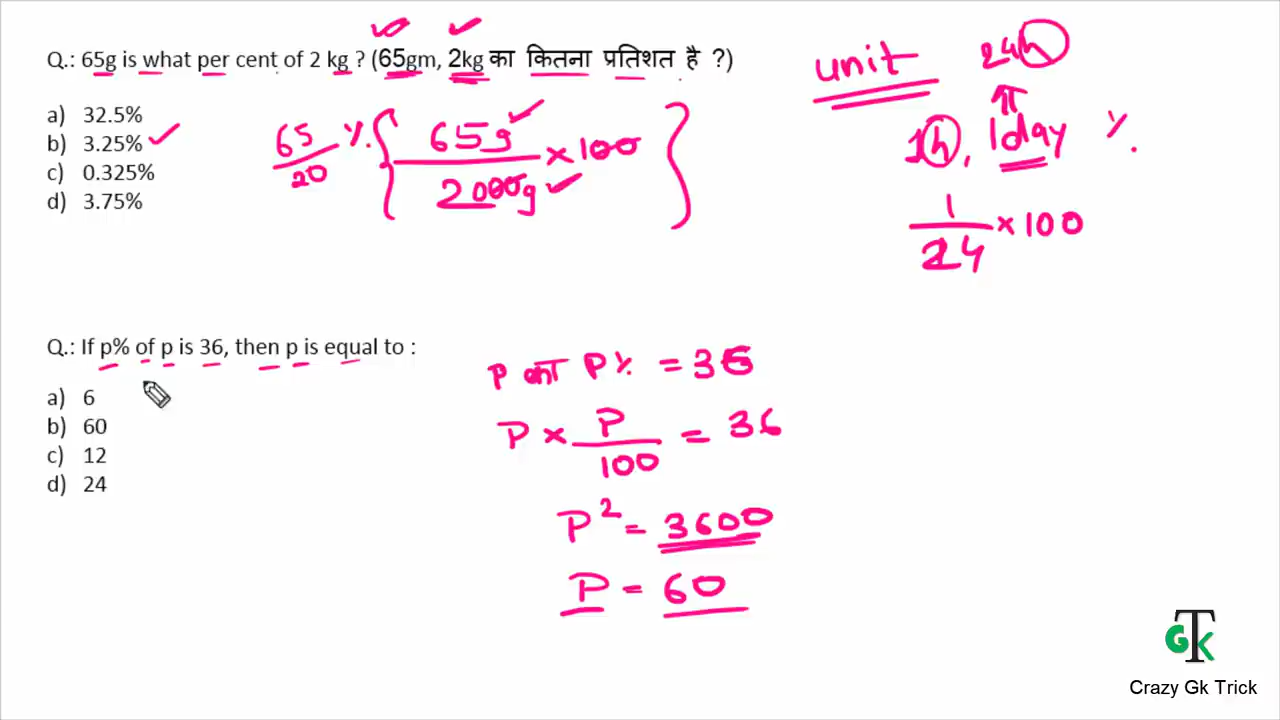 Q.: 65g is what per cent of 2 kg ? (65gm, 2kg का कितना प्रतिशत है ?)
a) 32.5%
b) 3.25%
c) 0.325%
d) 3.75%
65/20 % { 65g/2000g × 100 }
unit
24h
1h, 1day %
1/24 × 100
Q.: If p% of p is 36, then p is equal to :
a) 6
b) 60
c) 12
d) 24
P का P% = 36
P × P/100 = 36
P² = 3600
P = 60
GTK
Crazy Gk Trick